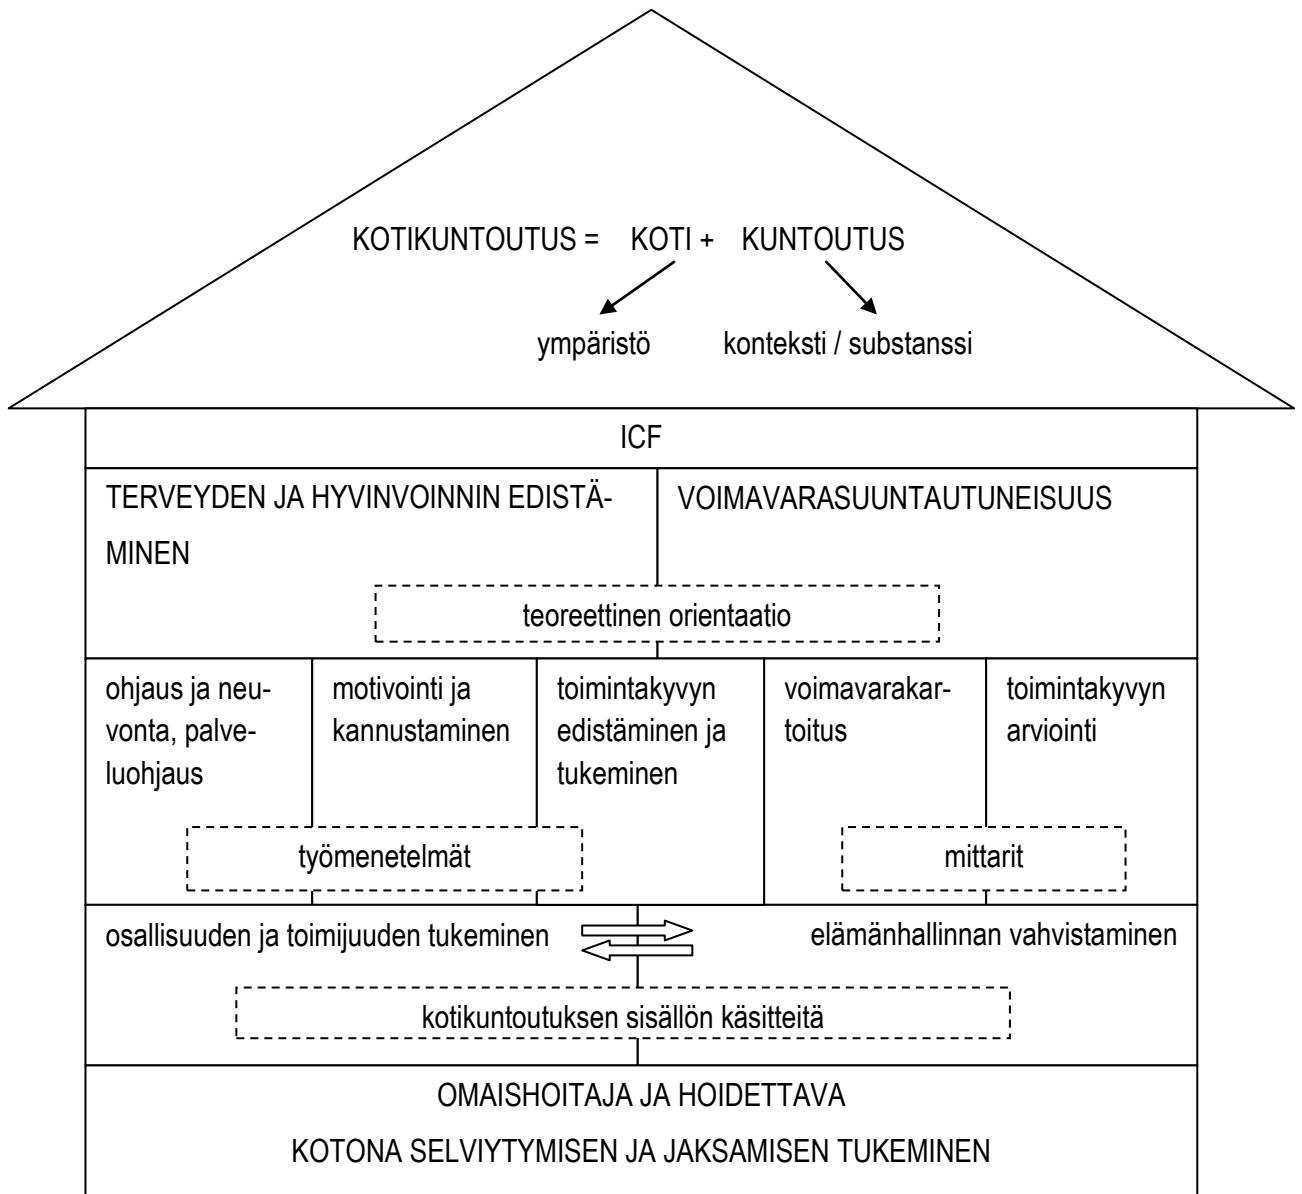 KOTIKUNTOUTUS = KOTI + KUNTOUTUS
ympäristö
konteksti / substanssi
ICF
TERVEYDEN JA HYVINVOINNIN EDISTÄ-
MINEN
VOIMAVARASUUNTAUTUNEISUUS
teoreettinen orientaatio
ohjaus ja neu-
vonta, palve-
luohjaus
motivointi ja
kannustaminen
toimintakyvyn
edistäminen ja
tukeminen
voimavarakar-
toitus
toimintakyvyn
arviointi
työmenetelmät
mittarit
osallisuuden ja toimijuuden tukeminen
elämänhallinnan vahvistaminen
kotikuntoutuksen sisällön käsitteitä
OMAISHOITAJA JA HOIDETTAVA
KOTONA SELVIYTYMISEN JA JAKSAMISEN TUKEMINEN